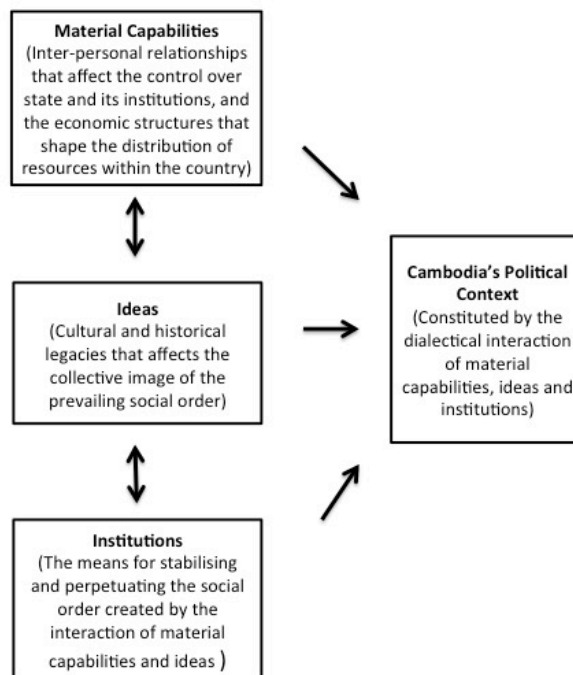 Material Capabilities
(Inter-personal relationships
that affect the control over
state and its institutions, and
the economic structures that
shape the distribution of
resources within the country)
Ideas
(Cultural and historical
legacies that affects the
collective image of the
prevailing social order)
Institutions
(The means for stabilising
and perpetuating the social
order created by the
interaction of material
capabilities and ideas )
Cambodia's Political
Context
(Constituted by the
dialectical interaction
of material
capabilities, ideas and
institutions)